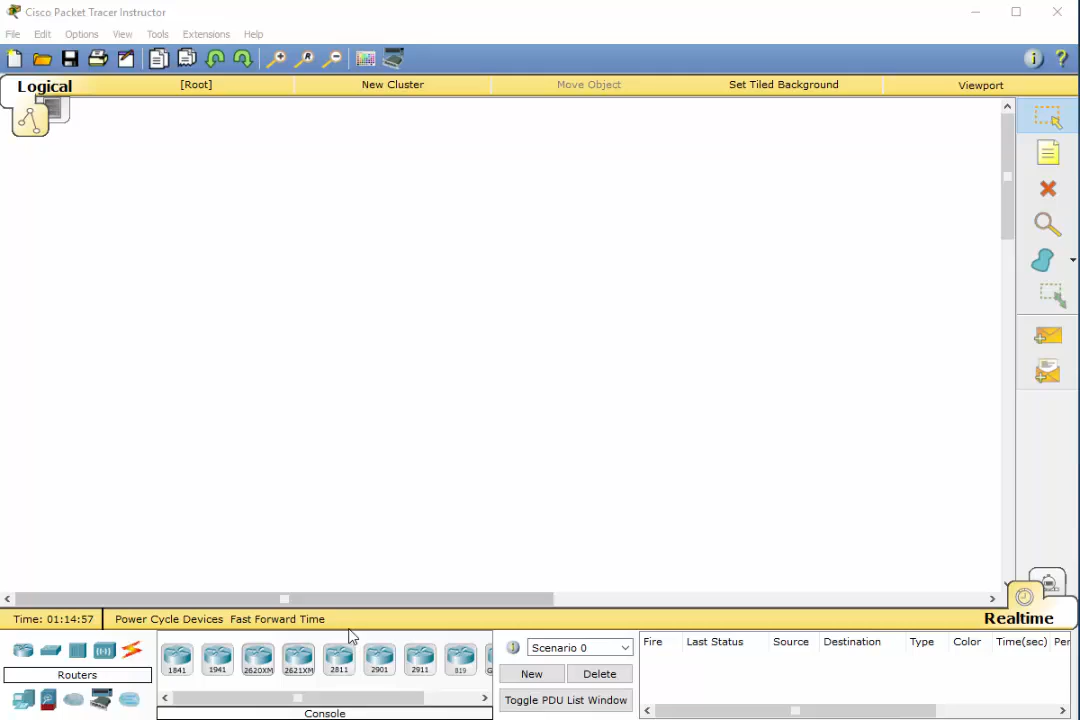 Cisco Packet Tracer Instructor
File Edit Options View Tools Extensions Help
Logical [Root] New Cluster Move Object Set Tiled Background Viewport
Time: 01:14:57 Power Cycle Devices Fast Forward Time Realtime
Routers
1841 1941 2620XM 2621XM 2811 2901 2911 819
Console
Scenario 0
New Delete
Toggle PDU List Window
Fire Last Status Source Destination Type Color Time(sec) Per